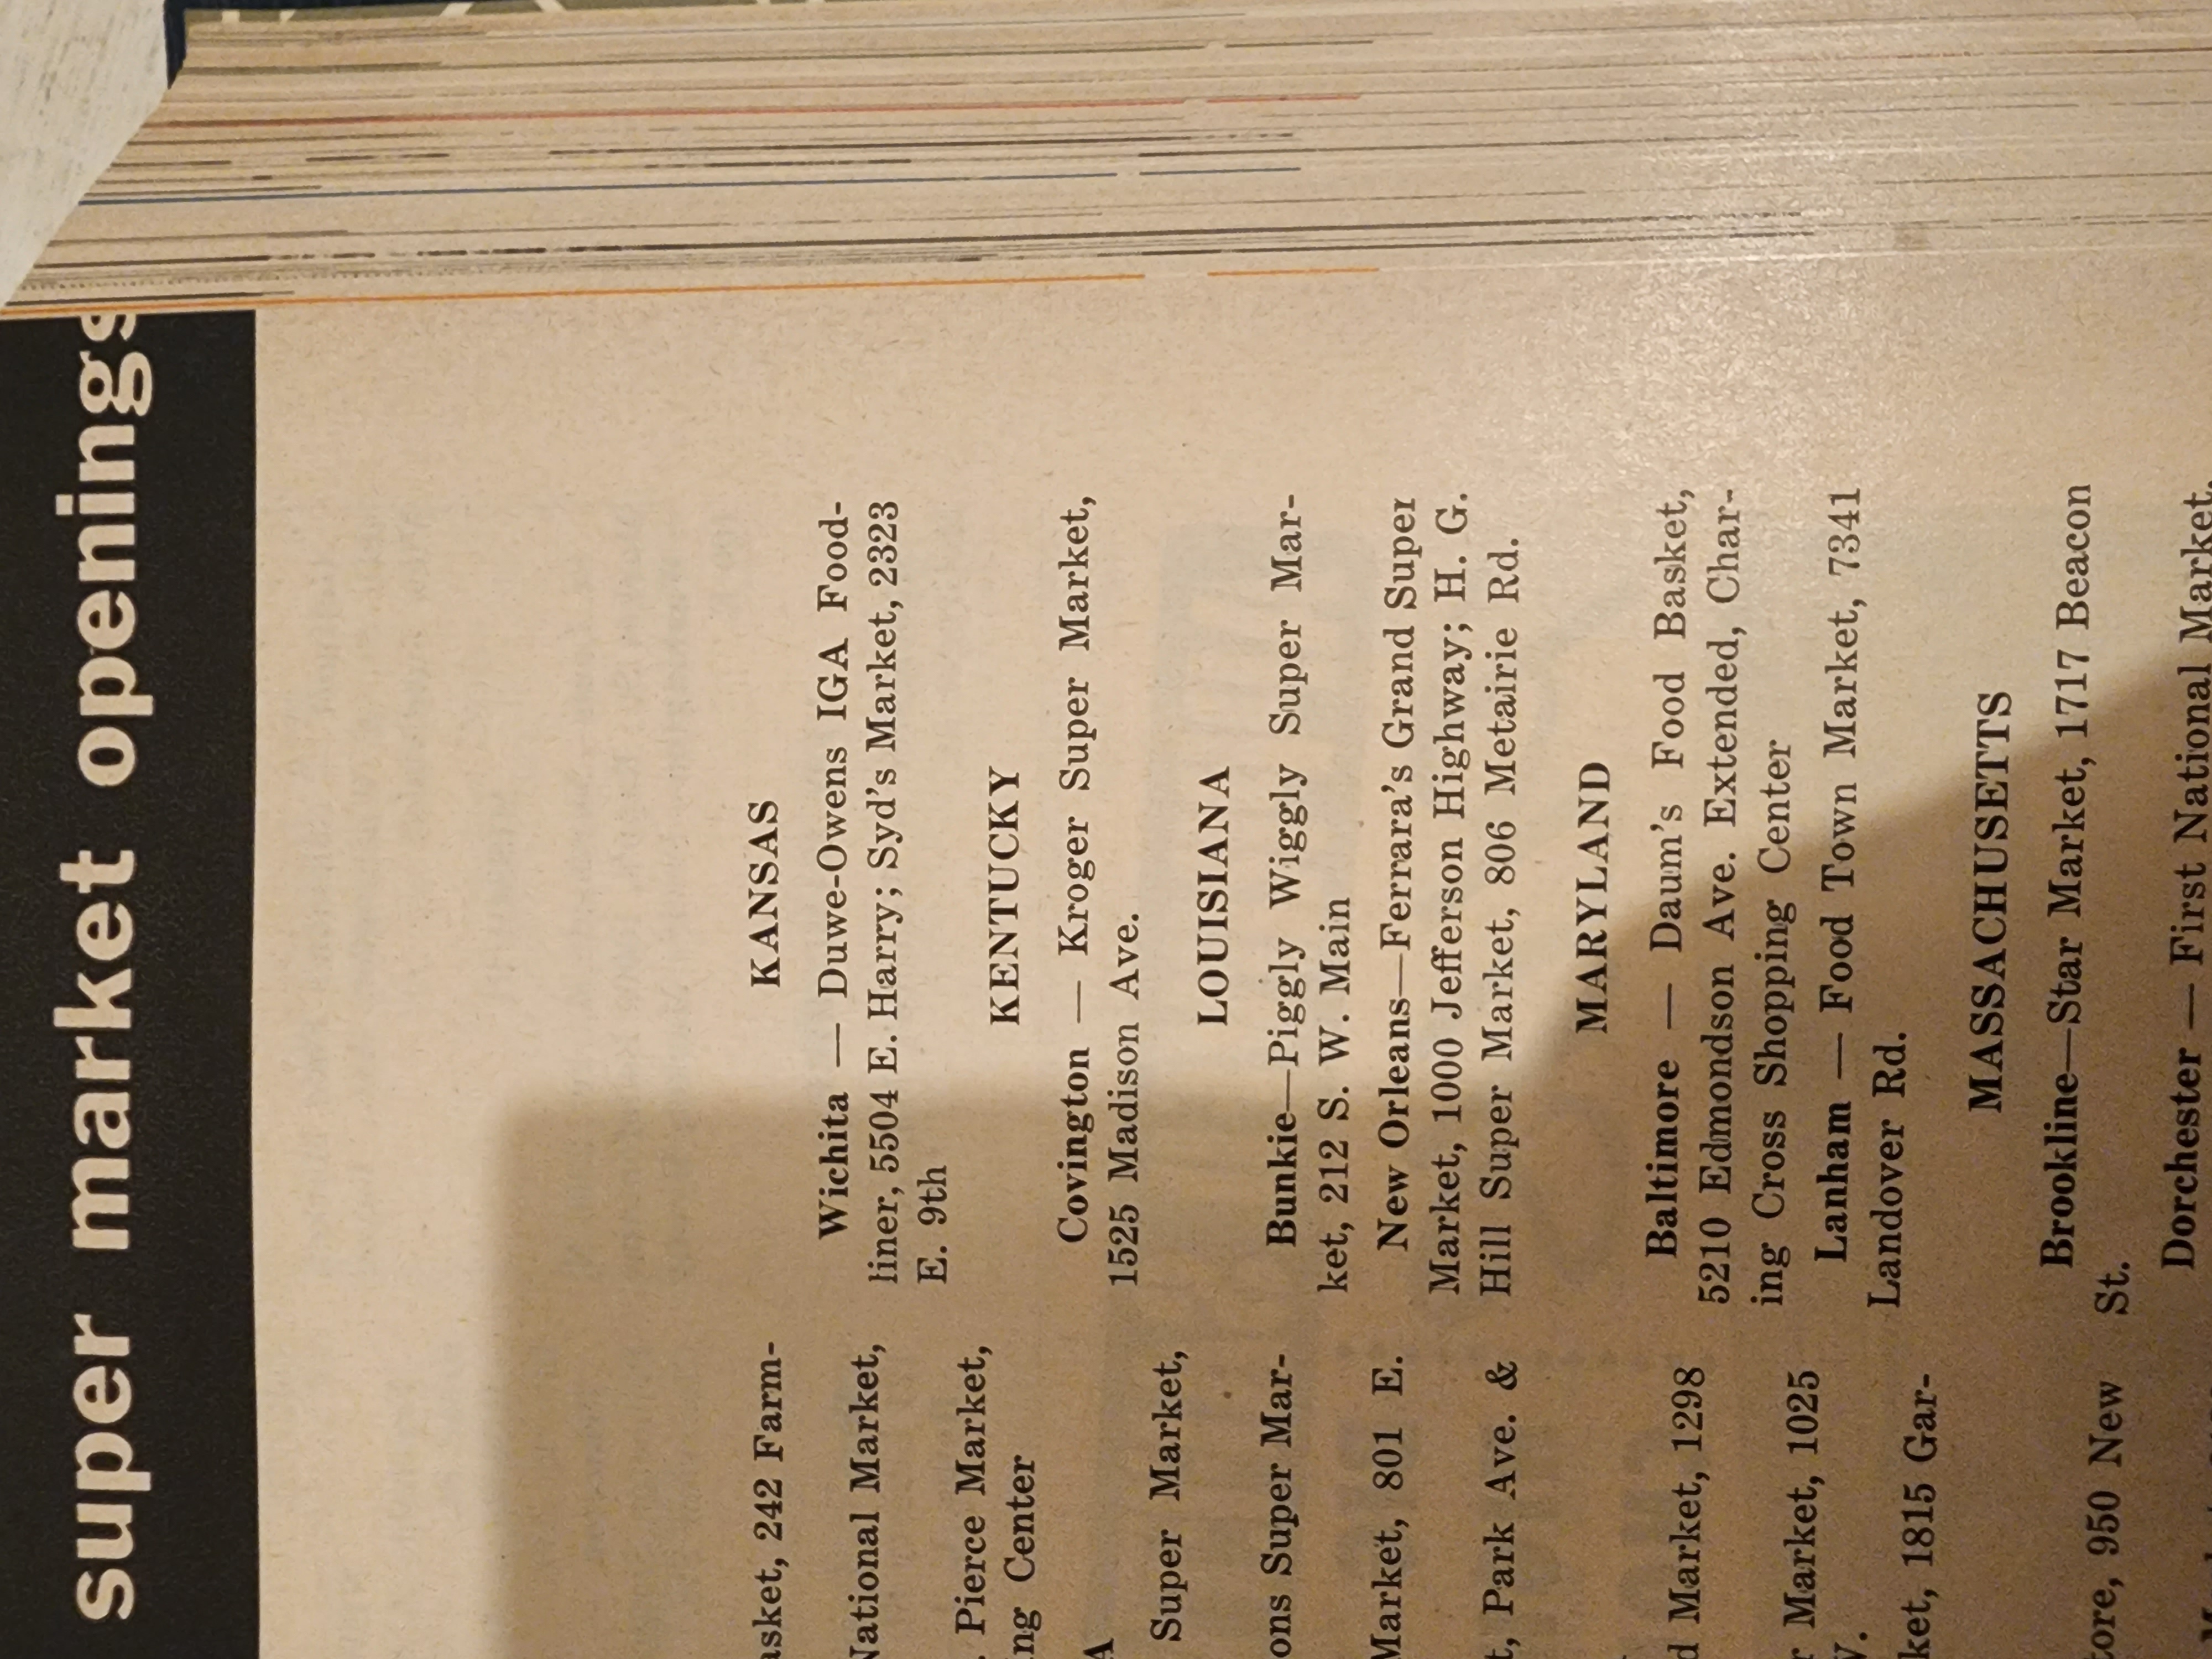 super market openings
asket, 242 Farm-
National Market,
. Pierce Market,
ing Center
A
Super Market,
ons Super Mar-
Market, 801 E.
t, Park Ave. &
d Market, 1298
r Market, 1025
W.
ket, 1815 Gar-
tore, 950 New
KANSAS
Wichita — Duwe-Owens IGA Food-
liner, 5504 E. Harry; Syd's Market, 2323
E. 9th
KENTUCKY
Covington — Kroger Super Market,
1525 Madison Ave.
LOUISIANA
Bunkie—Piggly Wiggly Super Mar-
ket, 212 S. W. Main
New Orleans—Ferrara's Grand Super
Market, 1000 Jefferson Highway; H. G.
Hill Super Market, 806 Metairie Rd.
MARYLAND
Baltimore — Daum's Food Basket,
5210 Edmondson Ave. Extended, Char-
ing Cross Shopping Center
Lanham — Food Town Market, 7341
Landover Rd.
MASSACHUSETTS
Brookline—Star Market, 1717 Beacon
St.
Dorchester — First National Market,